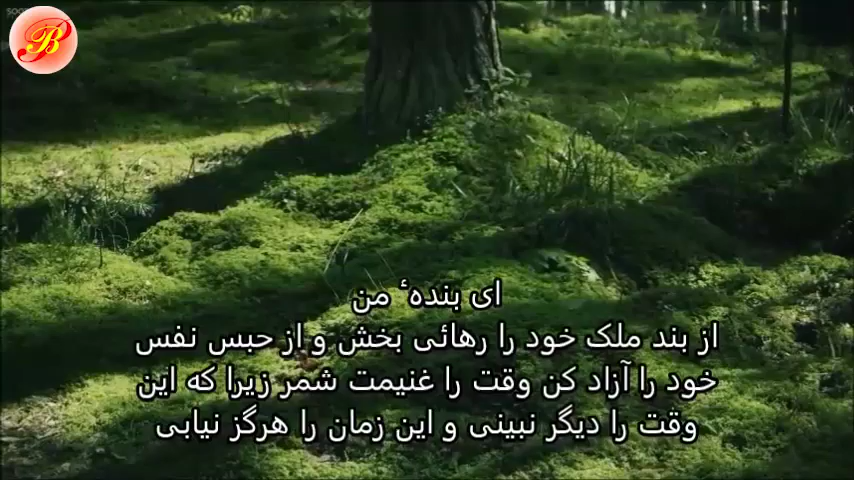 B
ای بندهٔ من
از بند ملک خود را رهائی بخش و از حبس نفس
خود را آزاد کن وقت را غنیمت شمر زیرا که این
وقت را دیگر نبینی و این زمان را هرگز نیابی